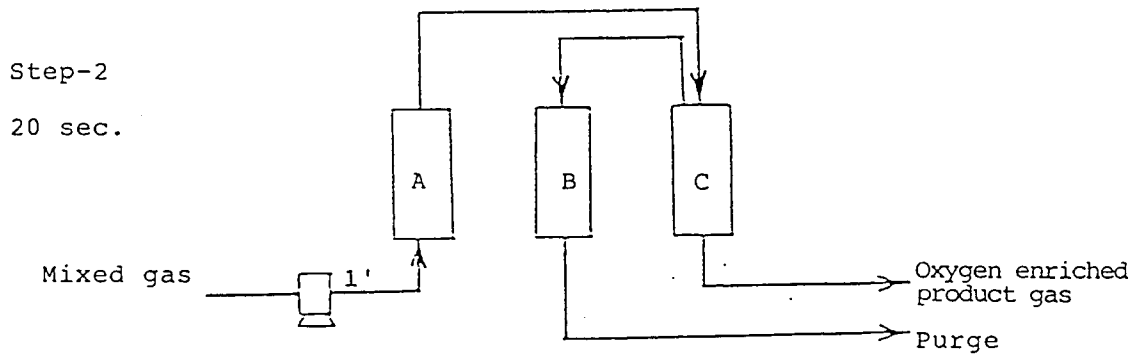 Step-2
20 sec.
A
B
C
Mixed gas
1'
Oxygen enriched
product gas
Purge